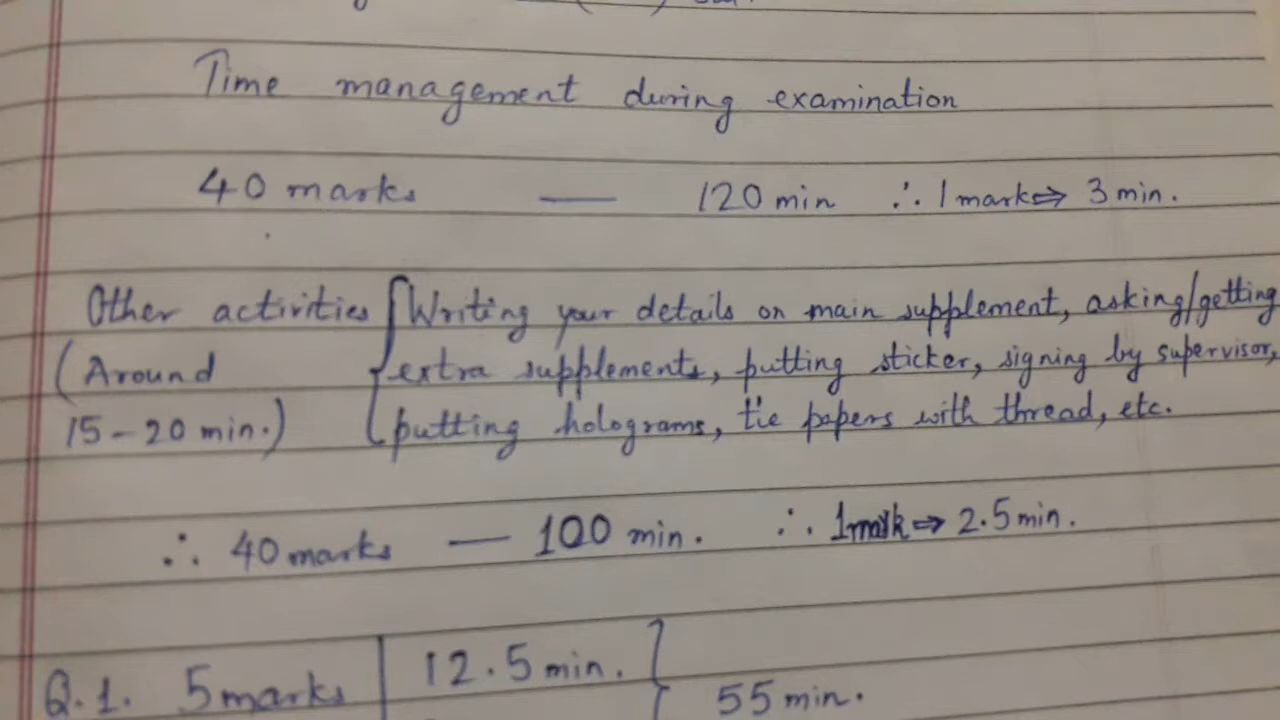 Time management during examination
40 marks — 120 min ∴ 1 mark ⇒ 3 min.
Other activities { Writing your details on main supplement, asking/getting
(Around extra supplements, putting sticker, signing by supervisor,
15-20 min.) putting holograms, tie papers with thread, etc.
∴ 40 marks — 100 min. ∴ 1 mark ⇒ 2.5 min.
Q.1. 5 marks | 12.5 min. }
55 min.